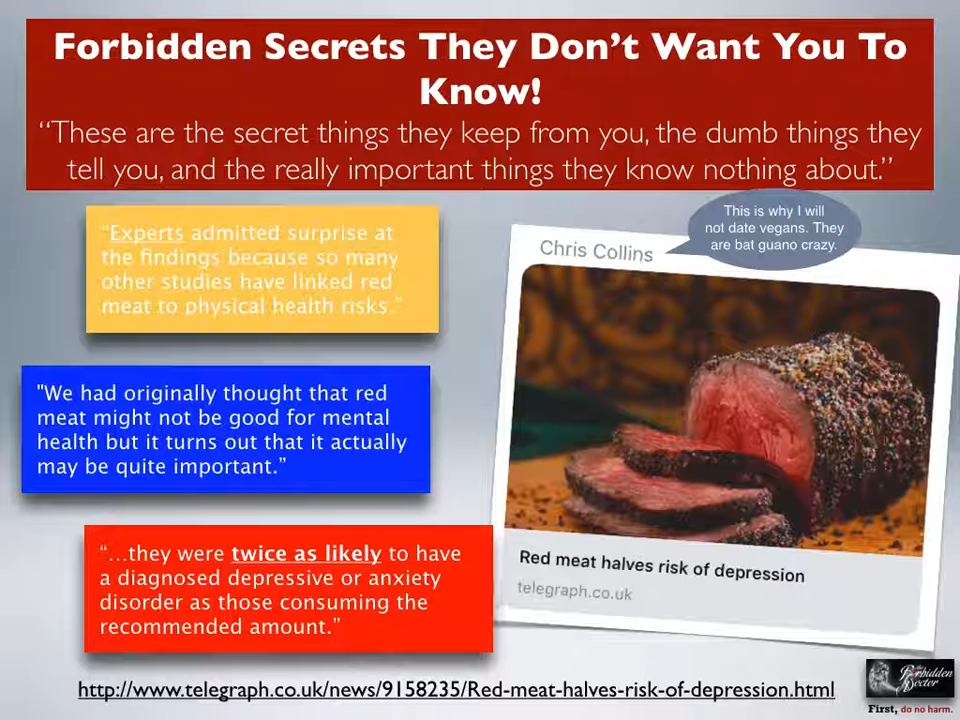 Forbidden Secrets They Don’t Want You To
Know!
“These are the secret things they keep from you, the dumb things they
tell you, and the really important things they know nothing about.”
“Experts admitted surprise at
the findings because so many
other studies have linked red
meat to physical health risks.”
"We had originally thought that red
meat might not be good for mental
health but it turns out that it actually
may be quite important.”
“…they were twice as likely to have
a diagnosed depressive or anxiety
disorder as those consuming the
recommended amount.”
This is why I will
not date vegans. They
are bat guano crazy.
Chris Collins
Red meat halves risk of depression
telegraph.co.uk
http://www.telegraph.co.uk/news/9158235/Red-meat-halves-risk-of-depression.html
The Forbidden
Doctor
First, do no harm.